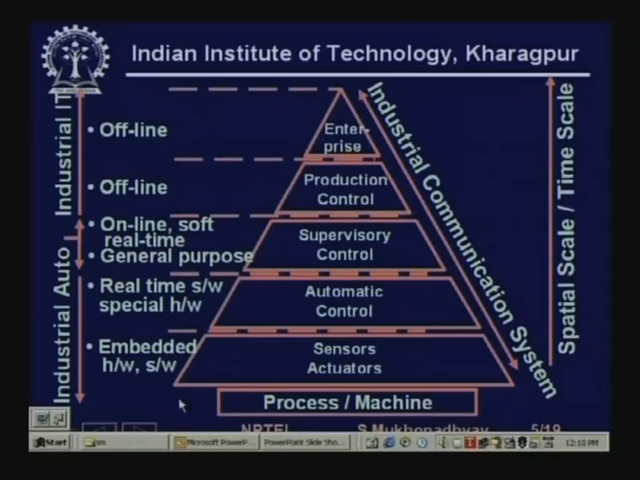 Indian Institute of Technology, Kharagpur
Industrial IT
Industrial Auto
• Off-line
• Off-line
• On-line, soft
real-time
• General purpose
• Real time s/w
special h/w
• Embedded
h/w, s/w
Enter-
prise
Production
Control
Supervisory
Control
Automatic
Control
Sensors
Actuators
Process / Machine
Industrial Communication System
Spatial Scale / Time Scale
NPTEL
S.Mukhopadhyay
5/19
Start
Microsoft PowerP...
PowerPoint Slide Sho...
12:10 PM